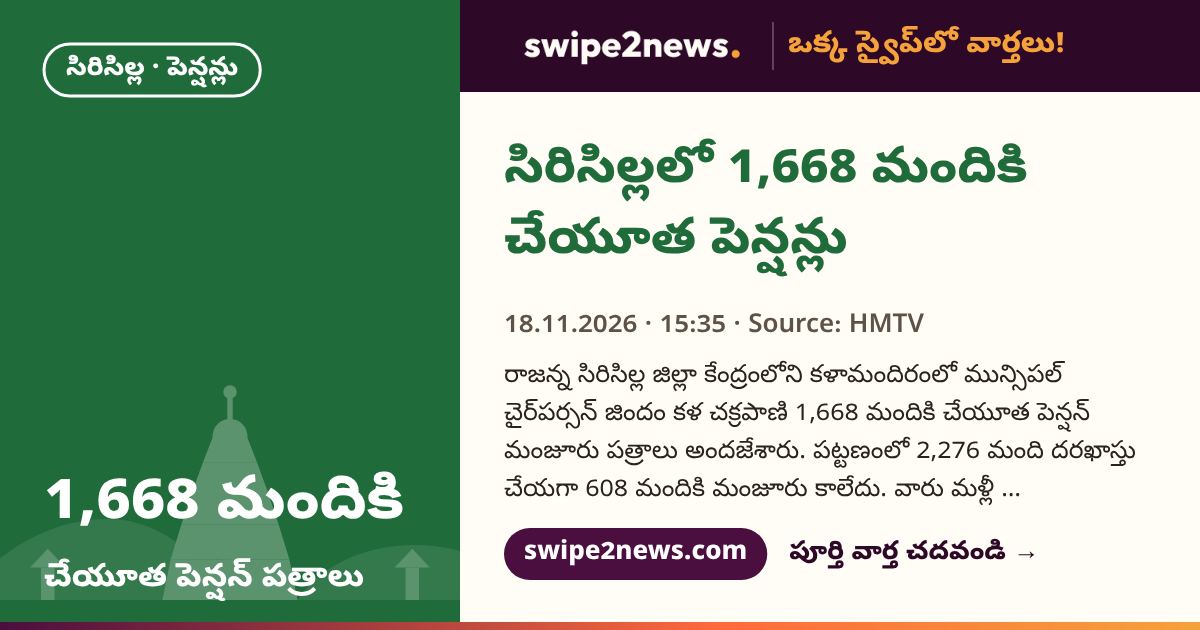 సిరిసిల్ల · పెన్షన్లు
1,668 మందికి
చేయూత పెన్షన్ పత్రాలు
swipe2news.
ఒక్క స్వైప్‌లో వార్తలు!
సిరిసిల్లలో 1,668 మందికి
చేయూత పెన్షన్లు
18.11.2026 · 15:35 · Source: HMTV
రాజన్న సిరిసిల్ల జిల్లా కేంద్రంలోని కళామందిరంలో మున్సిపల్
చైర్‌పర్సన్ జిందం కళ చక్రపాణి 1,668 మందికి చేయూత పెన్షన్
మంజూరు పత్రాలు అందజేశారు. పట్టణంలో 2,276 మంది దరఖాస్తు
చేయగా 608 మందికి మంజూరు కాలేదు. వారు మళ్లీ ...
swipe2news.com
పూర్తి వార్త చదవండి →